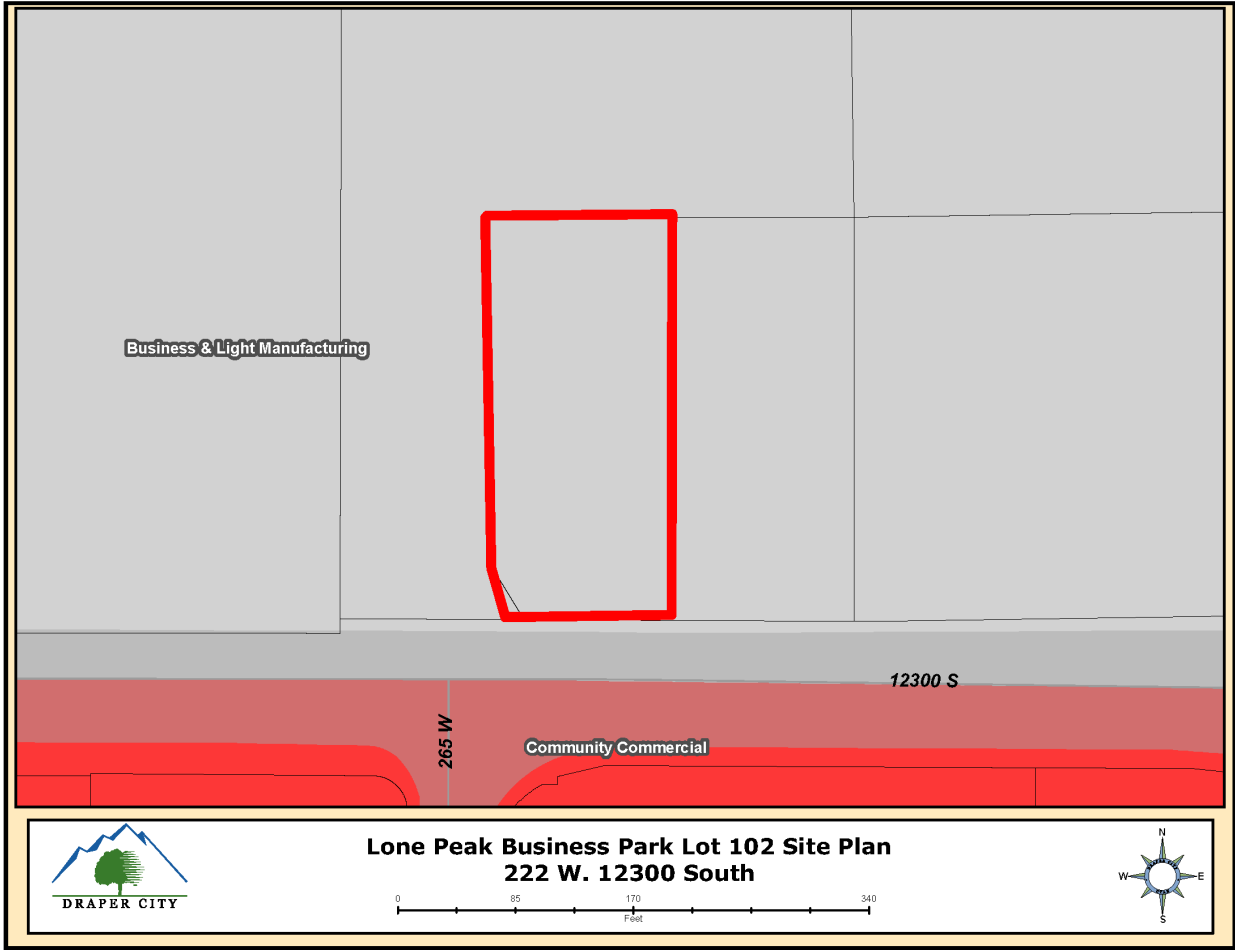 Business & Light Manufacturing
12300 S
265 W
Community Commercial
DRAPER CITY
Lone Peak Business Park Lot 102 Site Plan
222 W. 12300 South
0 85 170 340
Feet
N
W E
S